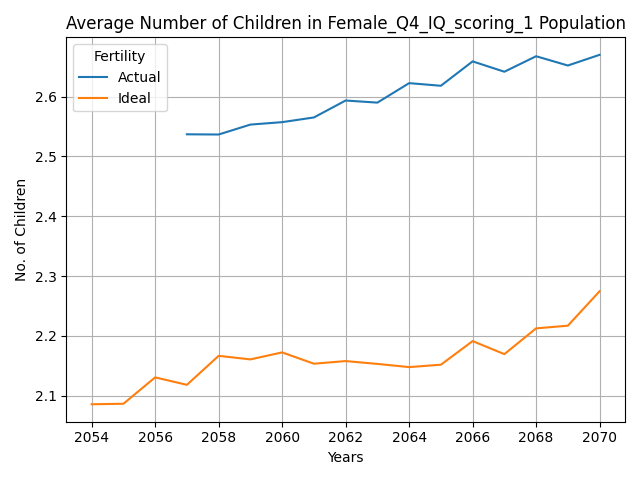 Average Number of Children in Female_Q4_IQ_scoring_1 Population
Fertility
Actual
Ideal
No. of Children
2.6
2.5
2.4
2.3
2.2
2.1
2054 2056 2058 2060 2062 2064 2066 2068 2070
Years